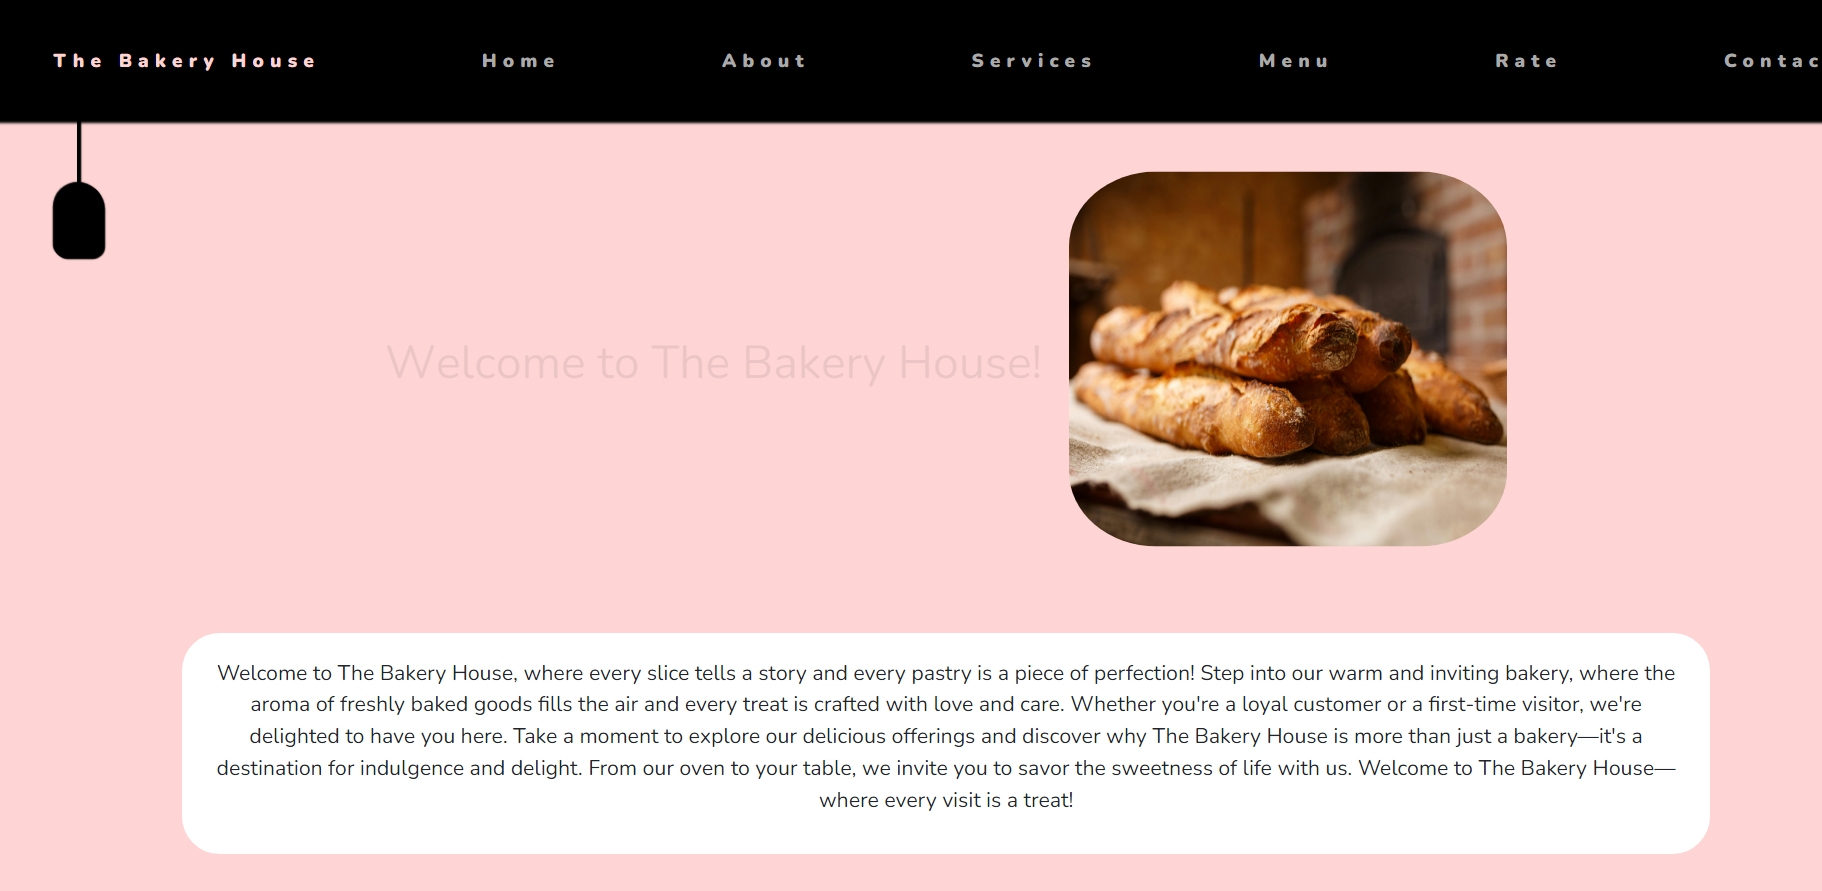 The Bakery House Home About Services Menu Rate Contac
Welcome to The Bakery House!
Welcome to The Bakery House, where every slice tells a story and every pastry is a piece of perfection! Step into our warm and inviting bakery, where the
aroma of freshly baked goods fills the air and every treat is crafted with love and care. Whether you're a loyal customer or a first-time visitor, we're
delighted to have you here. Take a moment to explore our delicious offerings and discover why The Bakery House is more than just a bakery—it's a
destination for indulgence and delight. From our oven to your table, we invite you to savor the sweetness of life with us. Welcome to The Bakery House—
where every visit is a treat!